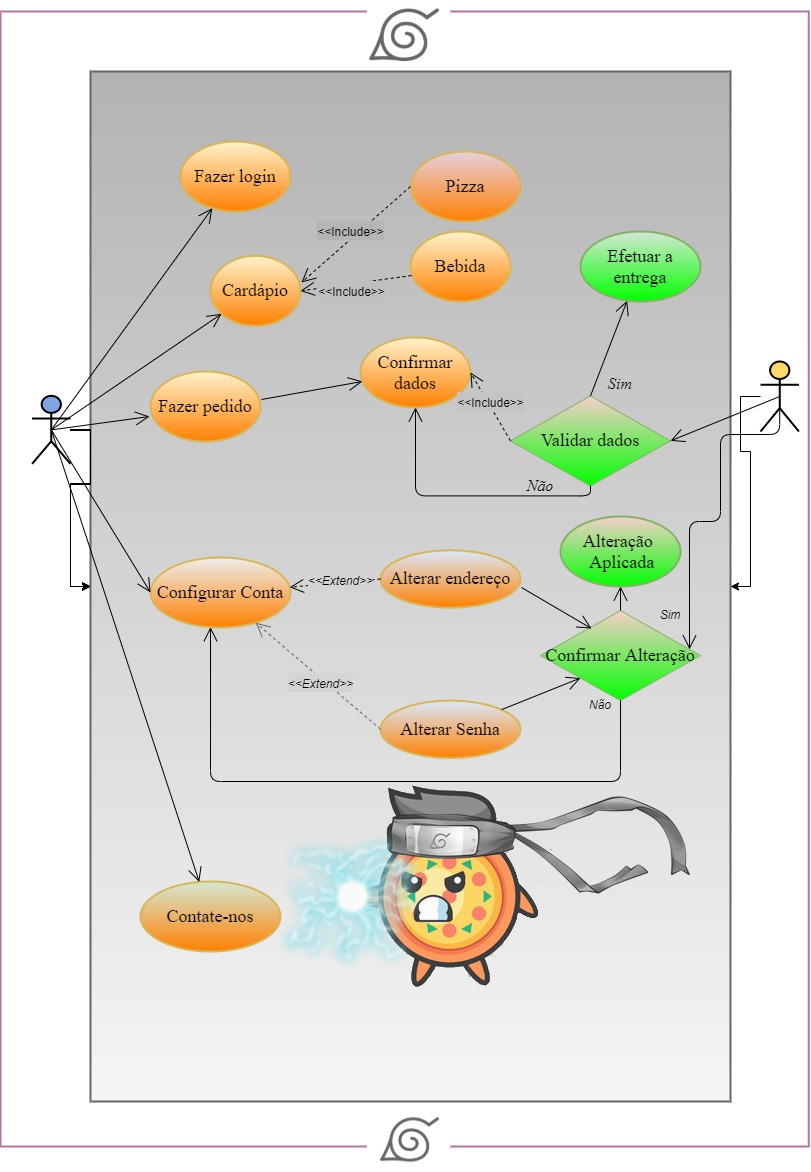 Fazer login
Pizza
<<Include>>
Efetuar a
entrega
Bebida
Cardápio
<<Include>>
Confirmar
dados
Sim
<<Include>>
Fazer pedido
Validar dados
Não
Alteração
Aplicada
Alterar endereço
<<Extend>>
Configurar Conta
Sim
Confirmar Alteração
<<Extend>>
Não
Alterar Senha
Contate-nos